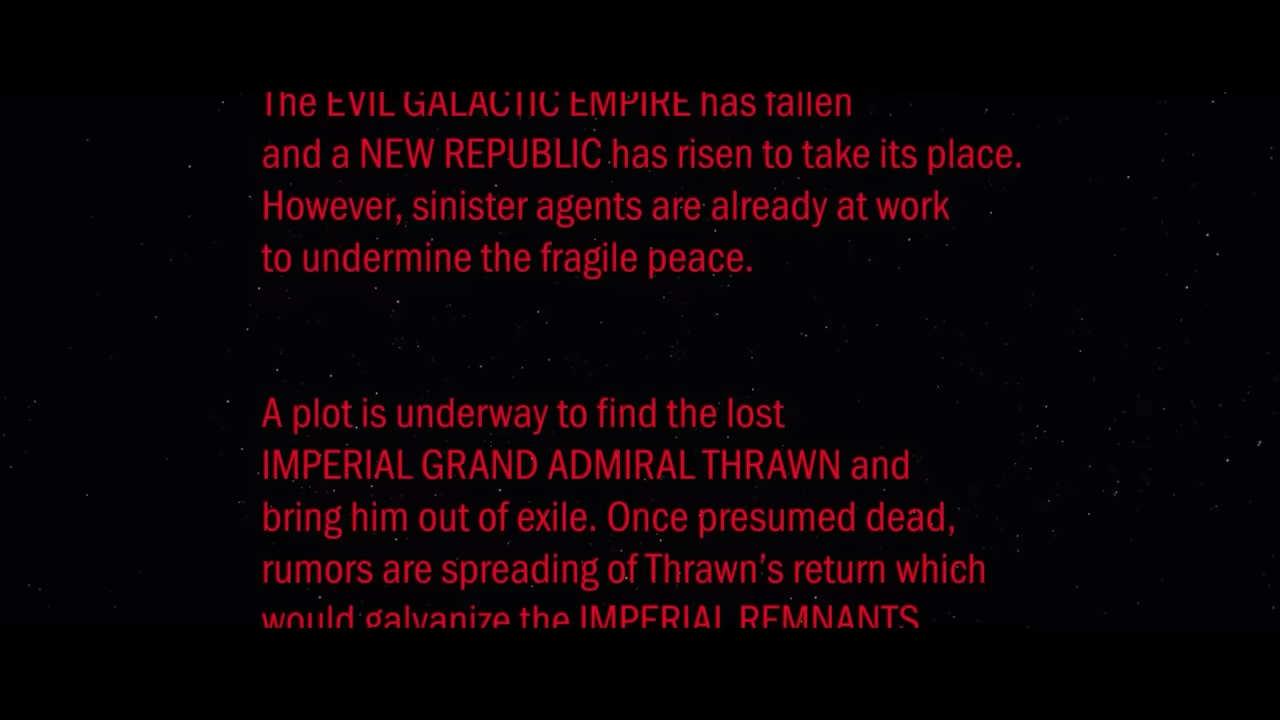 The EVIL GALACTIC EMPIRE has fallen
and a NEW REPUBLIC has risen to take its place.
However, sinister agents are already at work
to undermine the fragile peace.
A plot is underway to find the lost
IMPERIAL GRAND ADMIRAL THRAWN and
bring him out of exile. Once presumed dead,
rumors are spreading of Thrawn’s return which
would galvanize the IMPERIAL REMNANTS